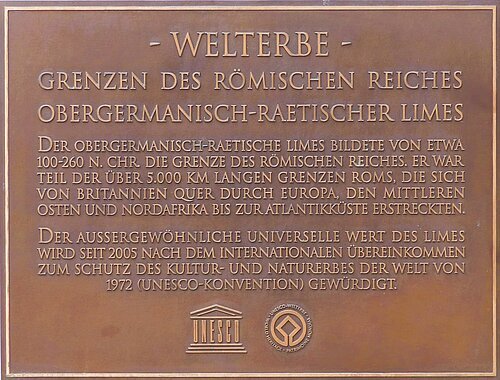 - WELTERBE -
GRENZEN DES RÖMISCHEN REICHES
OBERGERMANISCH-RAETISCHER LIMES
DER OBERGERMANISCH-RAETISCHE LIMES BILDETE VON ETWA
100-260 N. CHR. DIE GRENZE DES RÖMISCHEN REICHES. ER WAR
TEIL DER ÜBER 5.000 KM LANGEN GRENZEN ROMS, DIE SICH
VON BRITANNIEN QUER DURCH EUROPA, DEN MITTLEREN
OSTEN UND NORDAFRIKA BIS ZUR ATLANTIKKÜSTE ERSTRECKTEN.
DER AUSSERGEWÖHNLICHE UNIVERSELLE WERT DES LIMES
WIRD SEIT 2005 NACH DEM INTERNATIONALEN ÜBEREINKOMMEN
ZUM SCHUTZ DES KULTUR- UND NATURERBES DER WELT VON
1972 (UNESCO-KONVENTION) GEWÜRDIGT.
UNESCO